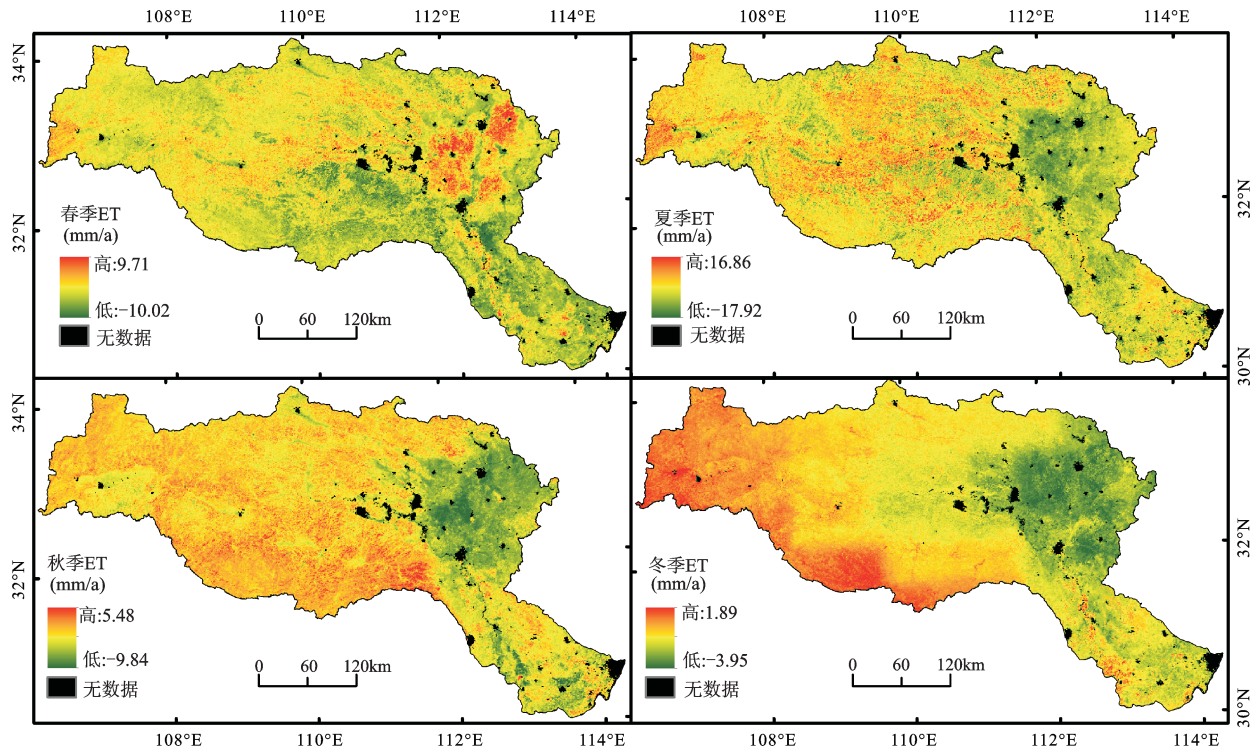 108°E 110°E 112°E 114°E 108°E 110°E 112°E 114°E
34°N
32°N
春季ET
(mm/a)
高:9.71
低:−10.02
无数据
0 60 120km
夏季ET
(mm/a)
高:16.86
低:−17.92
无数据
0 60 120km
32°N
30°N
34°N
32°N
秋季ET
(mm/a)
高:5.48
低:−9.84
无数据
0 60 120km
冬季ET
(mm/a)
高:1.89
低:−3.95
无数据
0 60 120km
32°N
30°N
108°E 110°E 112°E 114°E 108°E 110°E 112°E 114°E